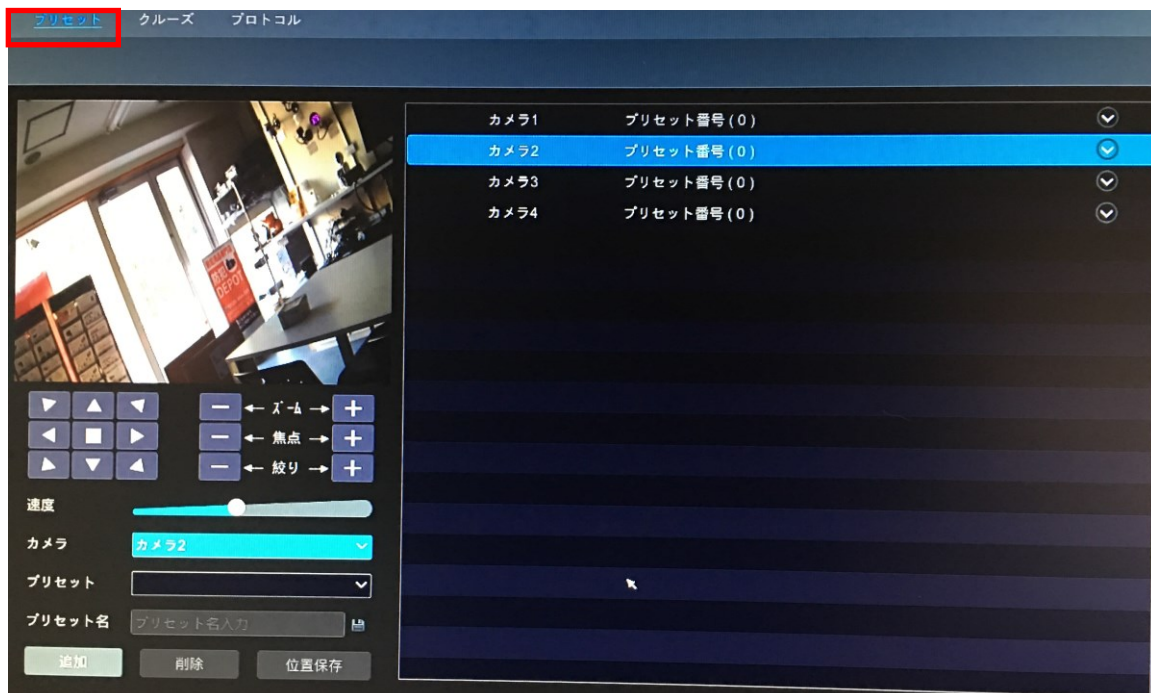 プリセット クルーズ プロトコル
カメラ1 プリセット番号(0)
カメラ2 プリセット番号(0)
カメラ3 プリセット番号(0)
カメラ4 プリセット番号(0)
防犯
DEPOT
− ← ズーム → +
− ← 焦点 → +
− ← 絞り → +
速度
カメラ カメラ2
プリセット
プリセット名 プリセット名入力
追加 削除 位置保存